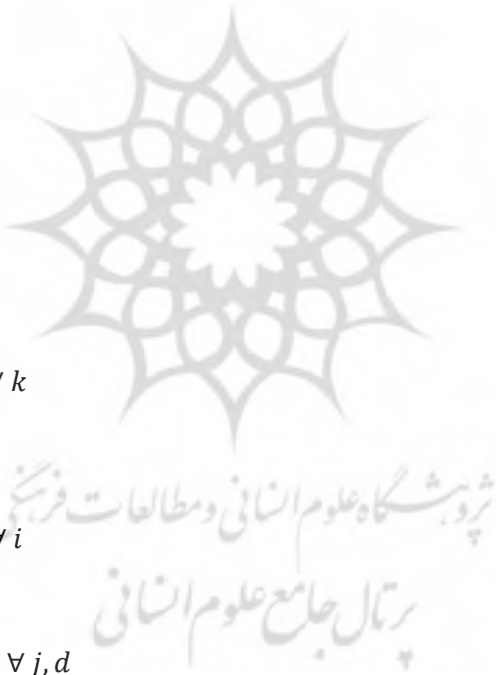 ∀ k
پژوهشگاه علوم انسانی و مطالعات فرهنگی
∀ i
پرتال جامع علوم انسانی
∀ j, d